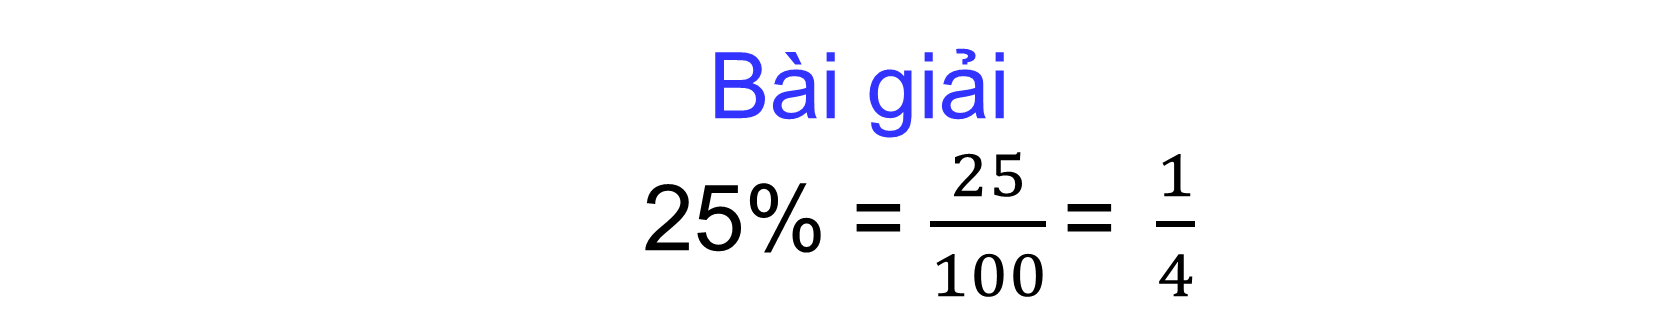 Bài giải
25% = 25/100 = 1/4